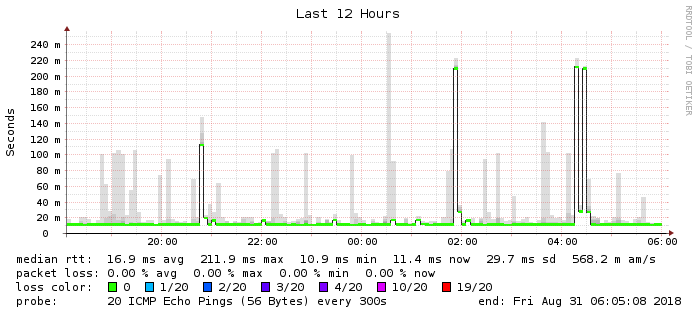 Last 12 Hours
RRDTOOL / TOBI OETIKER
Seconds
240 m
220 m
200 m
180 m
160 m
140 m
120 m
100 m
80 m
60 m
40 m
20 m
0
20:00 22:00 00:00 02:00 04:00 06:00
median rtt: 16.9 ms avg 211.9 ms max 10.9 ms min 11.4 ms now 29.7 ms sd 568.2 m am/s
packet loss: 0.00 % avg 0.00 % max 0.00 % min 0.00 % now
loss color: 0 1/20 2/20 3/20 4/20 10/20 19/20
probe: 20 ICMP Echo Pings (56 Bytes) every 300s end: Fri Aug 31 06:05:08 2018